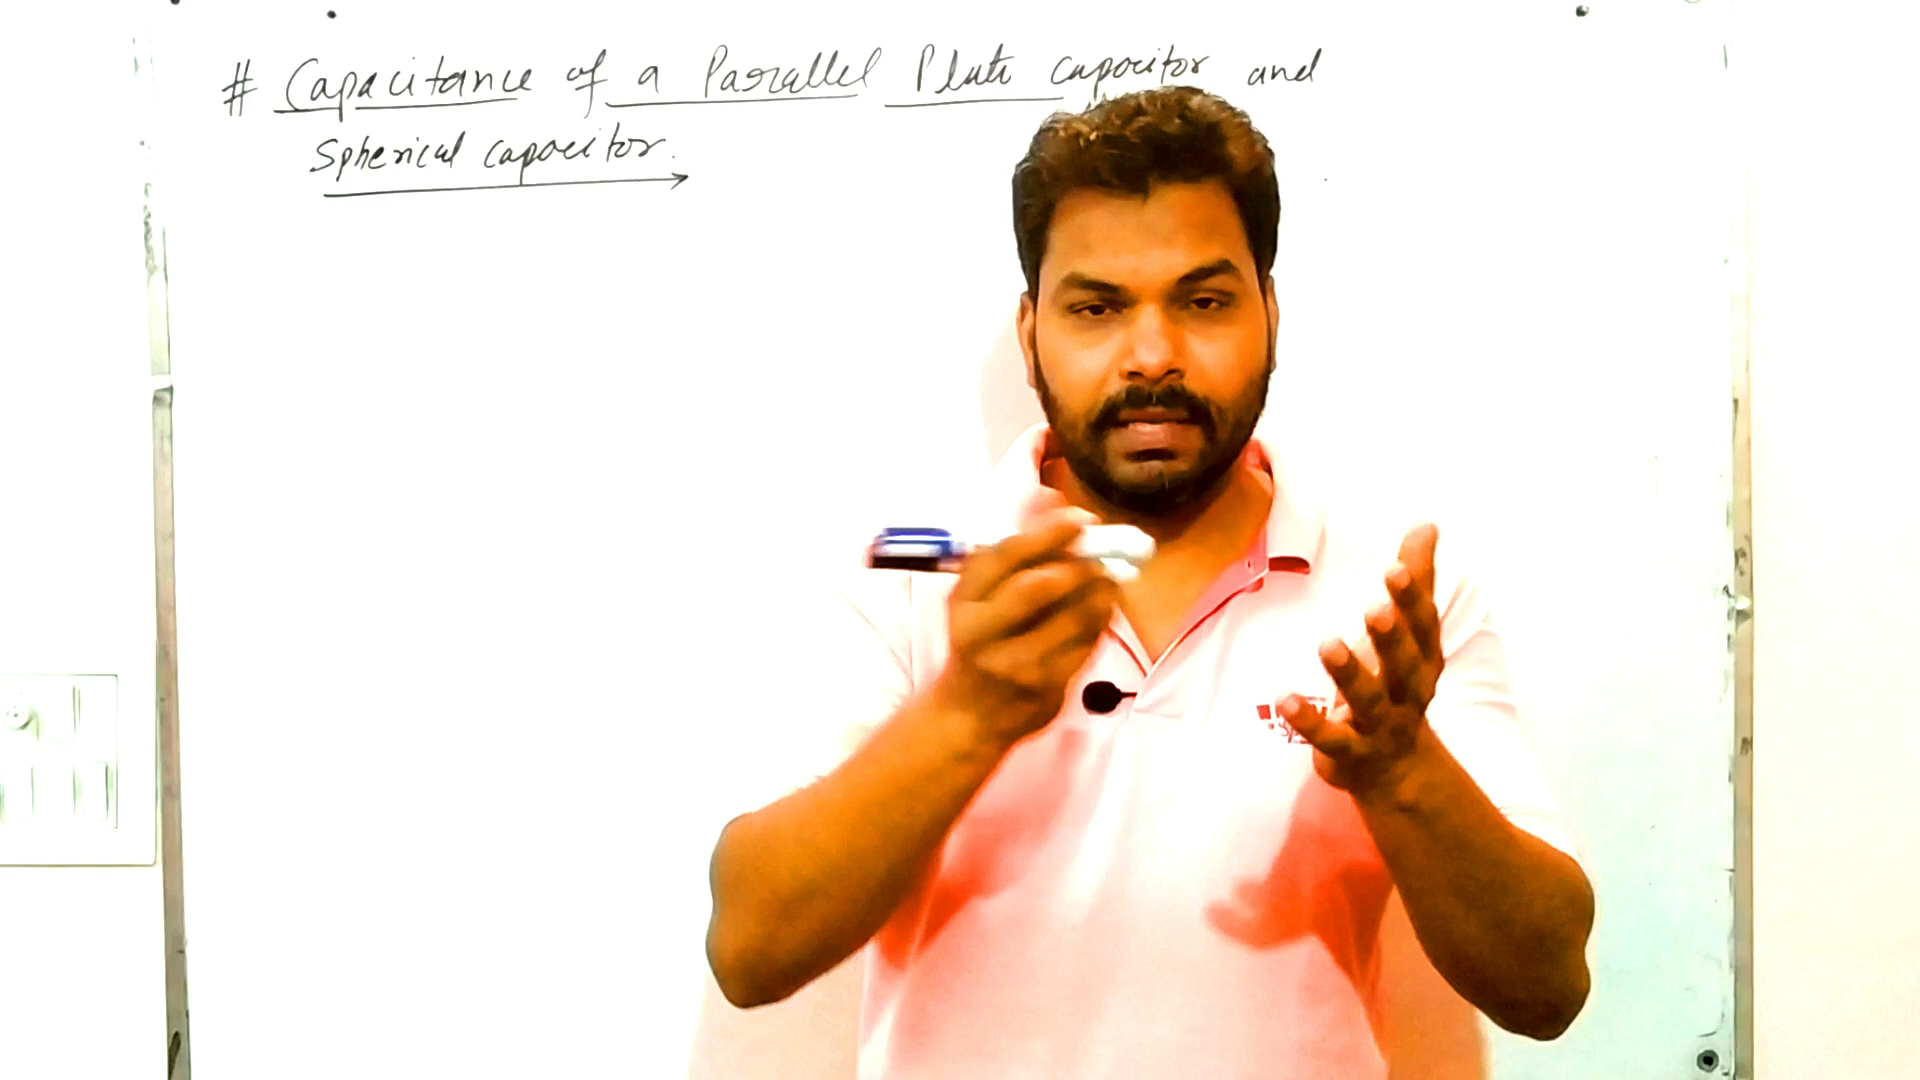 # Capacitance of a Parallel Plate capacitor and
Spherical capacitor.